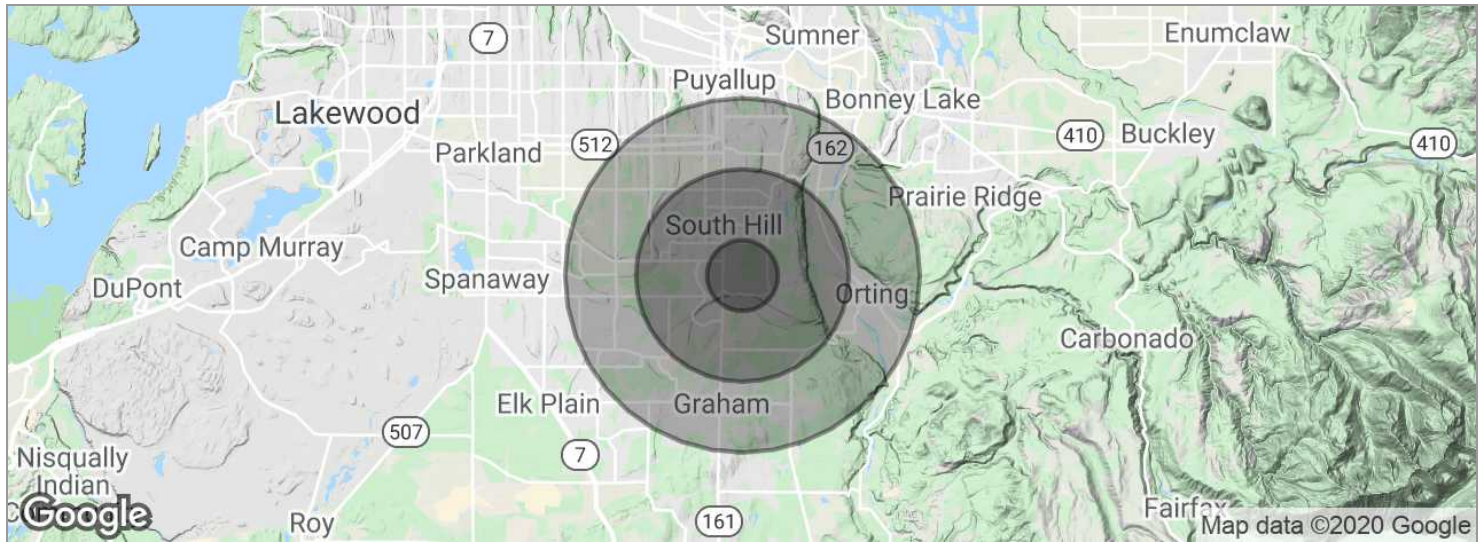 Enumclaw
Sumner
7
Puyallup
Bonney Lake
Lakewood
410
Buckley
410
512
162
Parkland
Prairie Ridge
South Hill
Camp Murray
Spanaway
DuPont
Orting
Carbonado
Elk Plain
Graham
507
7
Nisqually
Indian
Google
Roy
161
Fairfax
Map data ©2020 Google